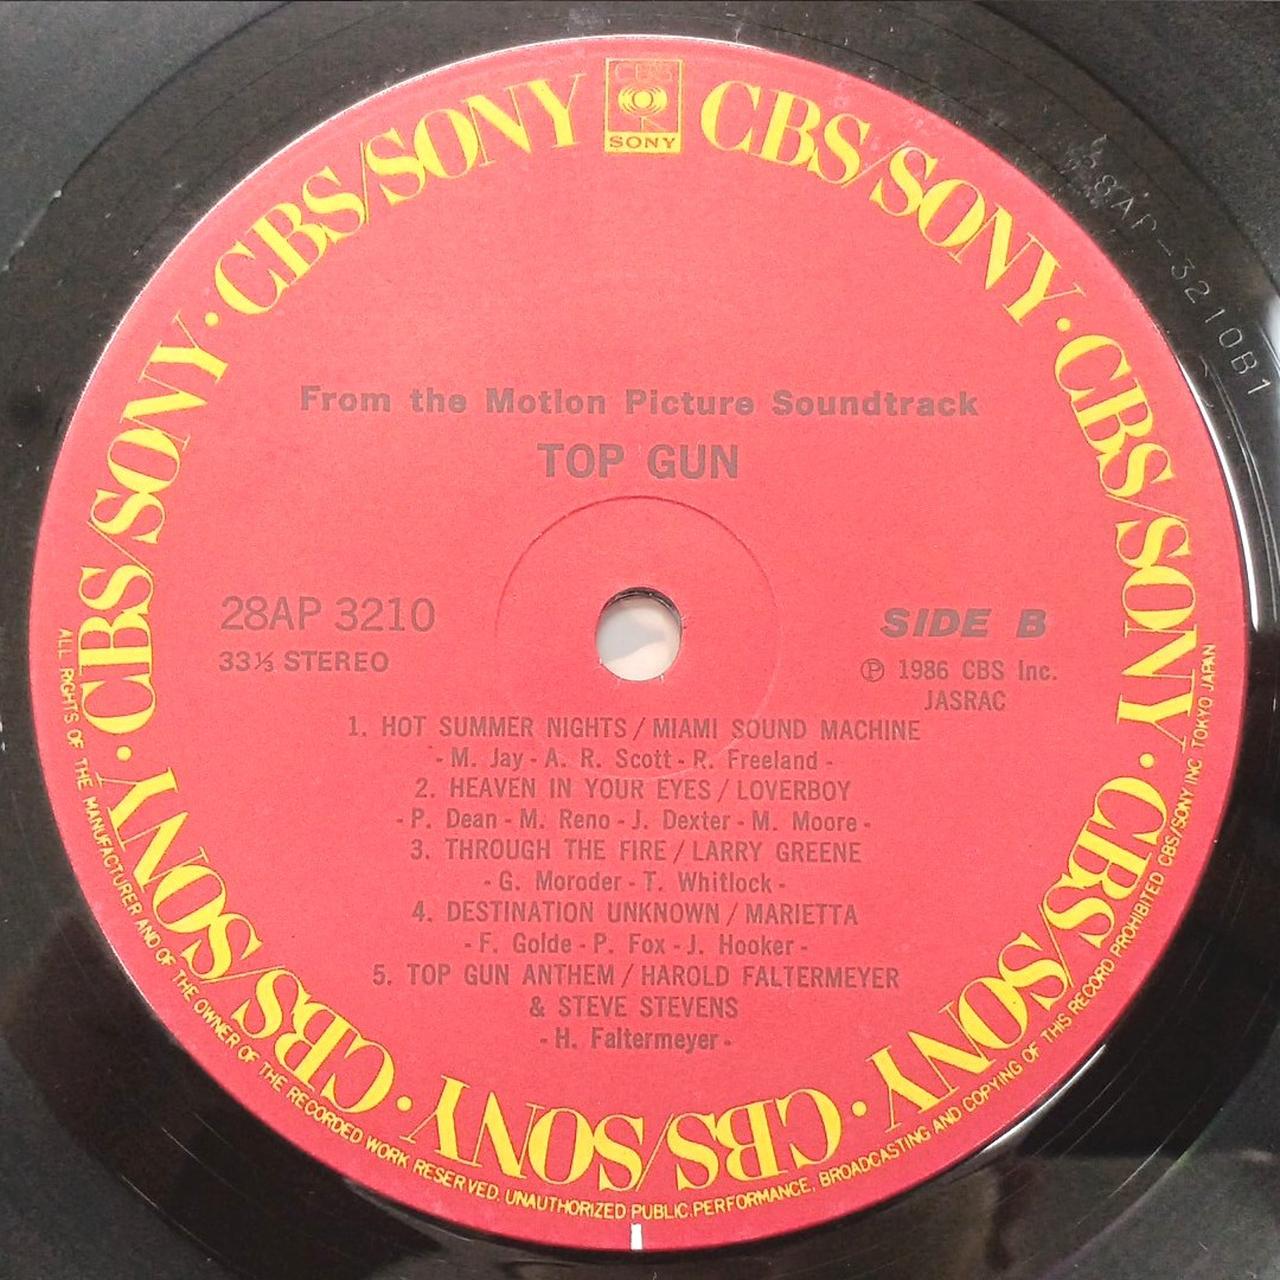 CBS
SONY
CBS/SONY · CBS/SONY · CBS/SONY · CBS/SONY · CBS/SONY · CBS/SONY · CBS/SONY · CBS/SONY
28AP-3210B1
From the Motion Picture Soundtrack
TOP GUN
28AP 3210
33⅓ STEREO
SIDE B
Ⓟ 1986 CBS Inc.
JASRAC
1. HOT SUMMER NIGHTS / MIAMI SOUND MACHINE
- M. Jay - A. R. Scott - R. Freeland -
2. HEAVEN IN YOUR EYES / LOVERBOY
- P. Dean - M. Reno - J. Dexter - M. Moore -
3. THROUGH THE FIRE / LARRY GREENE
- G. Moroder - T. Whitlock -
4. DESTINATION UNKNOWN / MARIETTA
- F. Golde - P. Fox - J. Hooker -
5. TOP GUN ANTHEM / HAROLD FALTERMEYER
& STEVE STEVENS
- H. Faltermeyer -
ALL RIGHTS OF THE MANUFACTURER AND OF THE OWNER OF THE RECORDED WORK RESERVED. UNAUTHORIZED PUBLIC.PERFORMANCE, BROADCASTING AND COPYING OF THIS RECORD PROHIBITED CBS/SONY INC TOKYO JAPAN